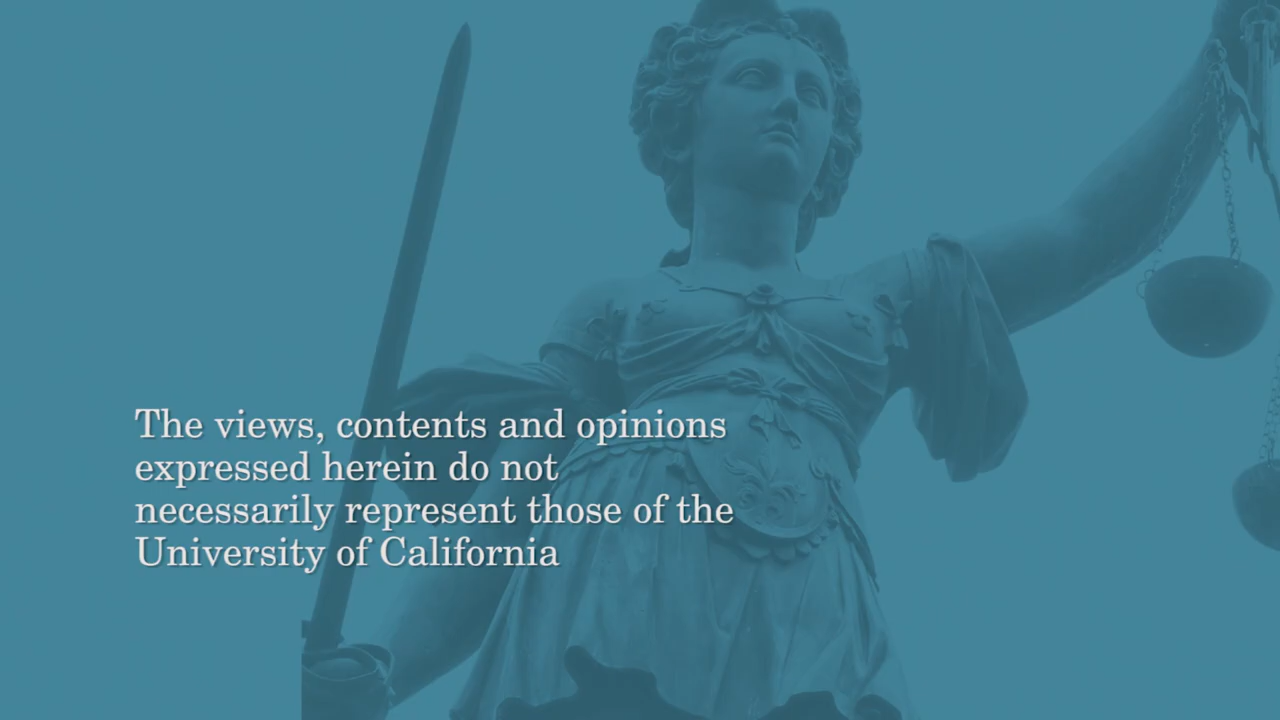 The views, contents and opinions
expressed herein do not
necessarily represent those of the
University of California